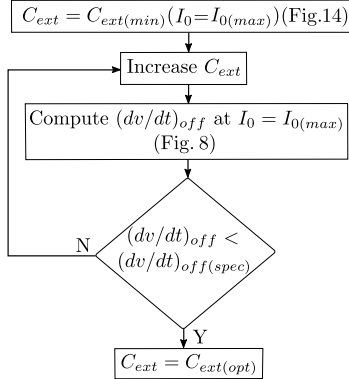 C_ext = C_ext(min)(I_0=I_0(max))(Fig.14)
Increase C_ext
Compute (dv/dt)_off at I_0 = I_0(max)
(Fig. 8)
(dv/dt)_off <
(dv/dt)_off(spec)
N
Y
C_ext = C_ext(opt)